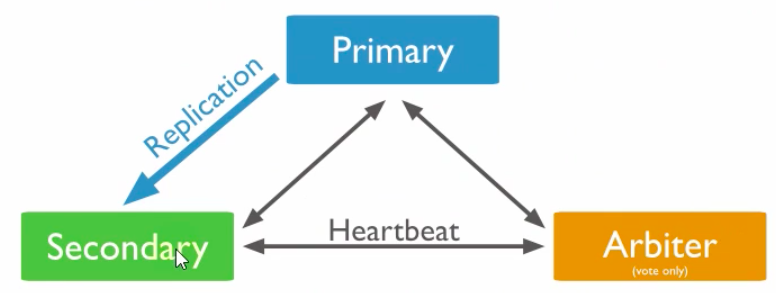 Primary
Replication
Secondary
Heartbeat
Arbiter
(vote only)